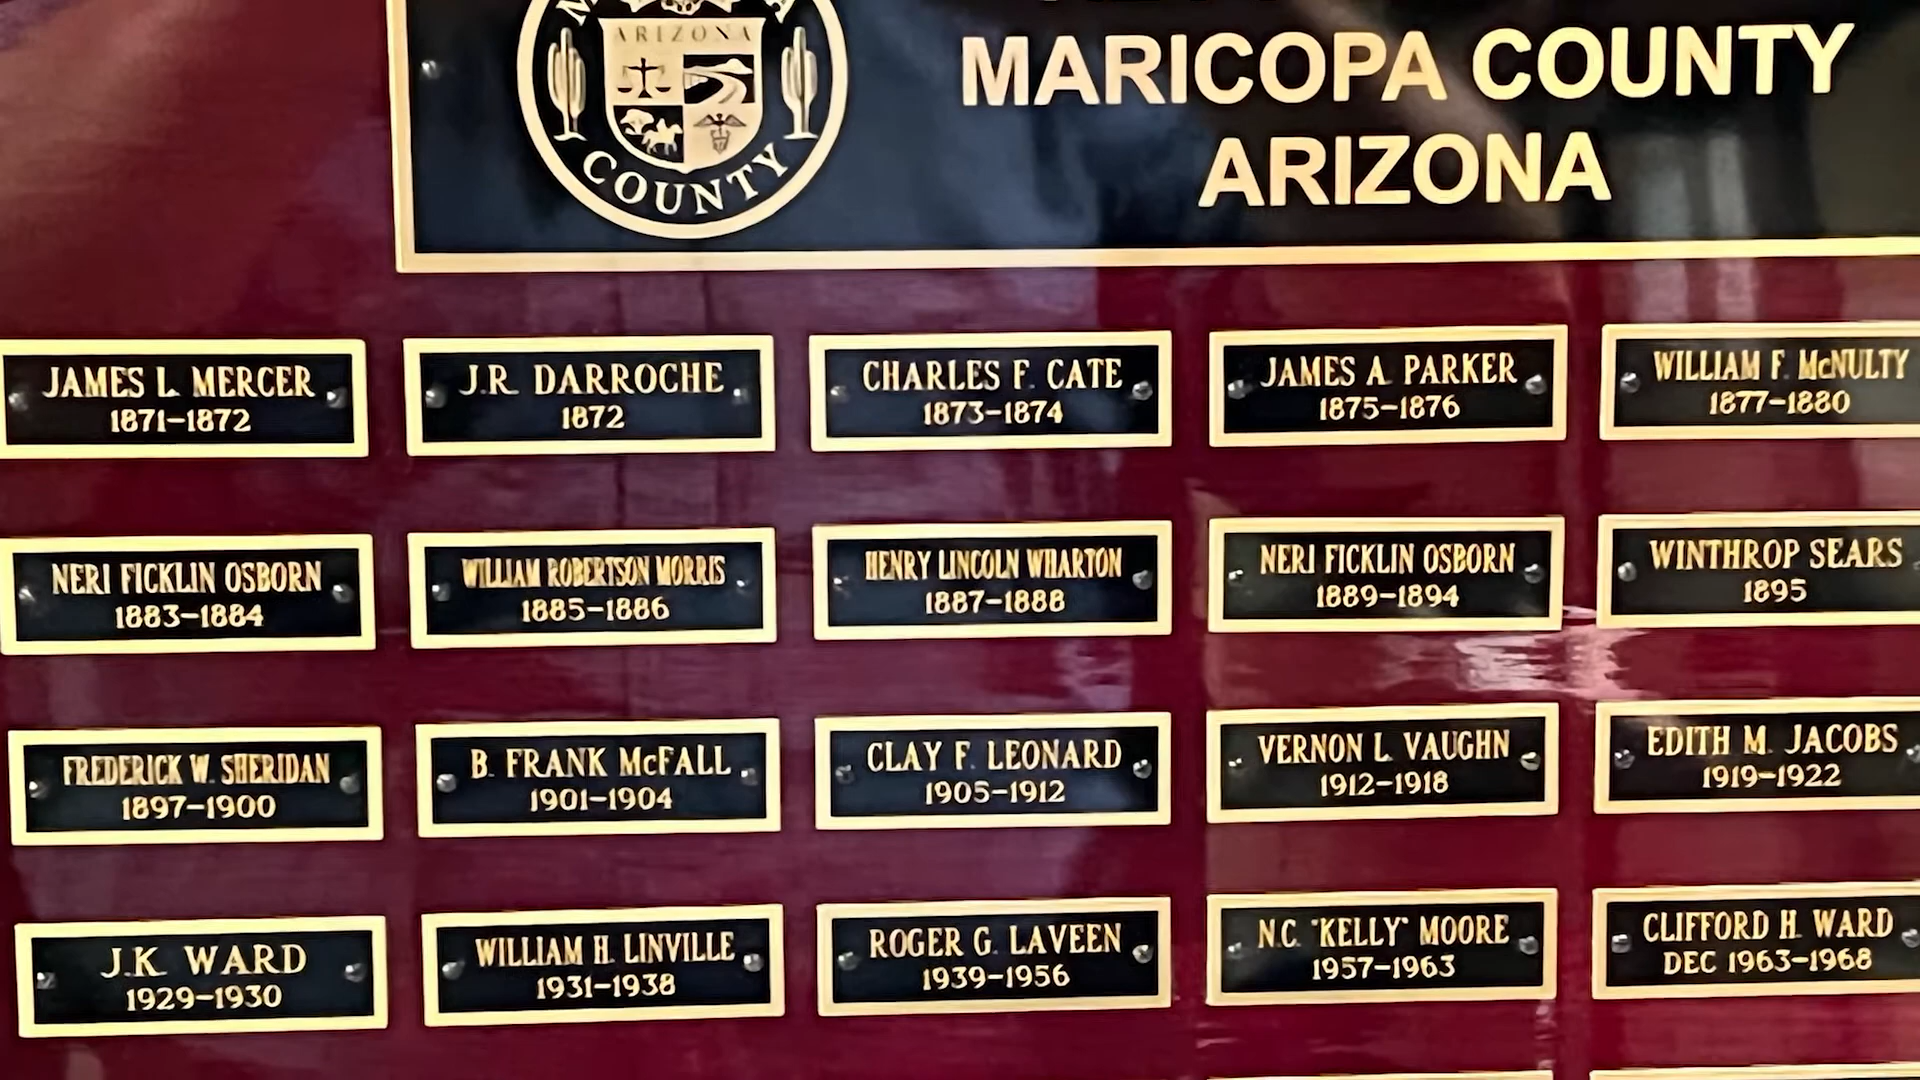 ARIZONA
COUNTY
MARICOPA COUNTY
ARIZONA
JAMES L. MERCER
1871-1872
J.R. DARROCHE
1872
CHARLES F. CATE
1873-1874
JAMES A. PARKER
1875-1876
WILLIAM F. McNULTY
1877-1880
NERI FICKLIN OSBORN
1883-1884
WILLIAM ROBERTSON MORRIS
1885-1886
HENRY LINCOLN WHARTON
1887-1888
NERI FICKLIN OSBORN
1889-1894
WINTHROP SEARS
1895
FREDERICK W. SHERIDAN
1897-1900
B. FRANK McFALL
1901-1904
CLAY F. LEONARD
1905-1912
VERNON L. VAUGHN
1912-1918
EDITH M. JACOBS
1919-1922
J.K. WARD
1929-1930
WILLIAM H. LINVILLE
1931-1938
ROGER G. LAVEEN
1939-1956
N.C. "KELLY" MOORE
1957-1963
CLIFFORD H. WARD
DEC 1963-1968